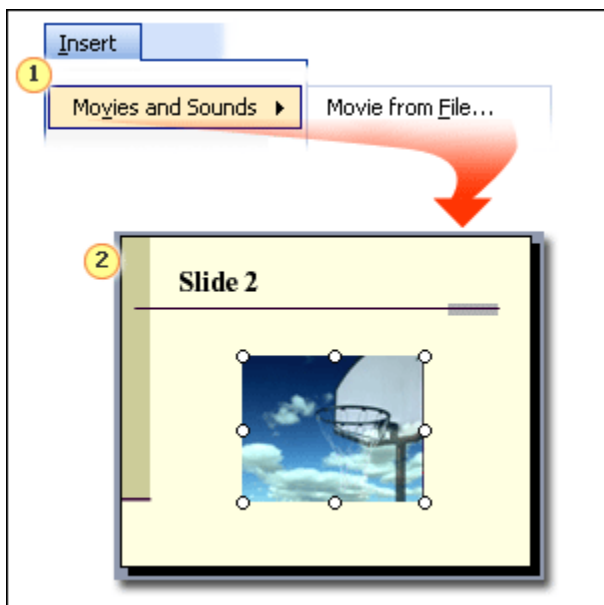 Insert
1
Movies and Sounds
Movie from File...
2
Slide 2